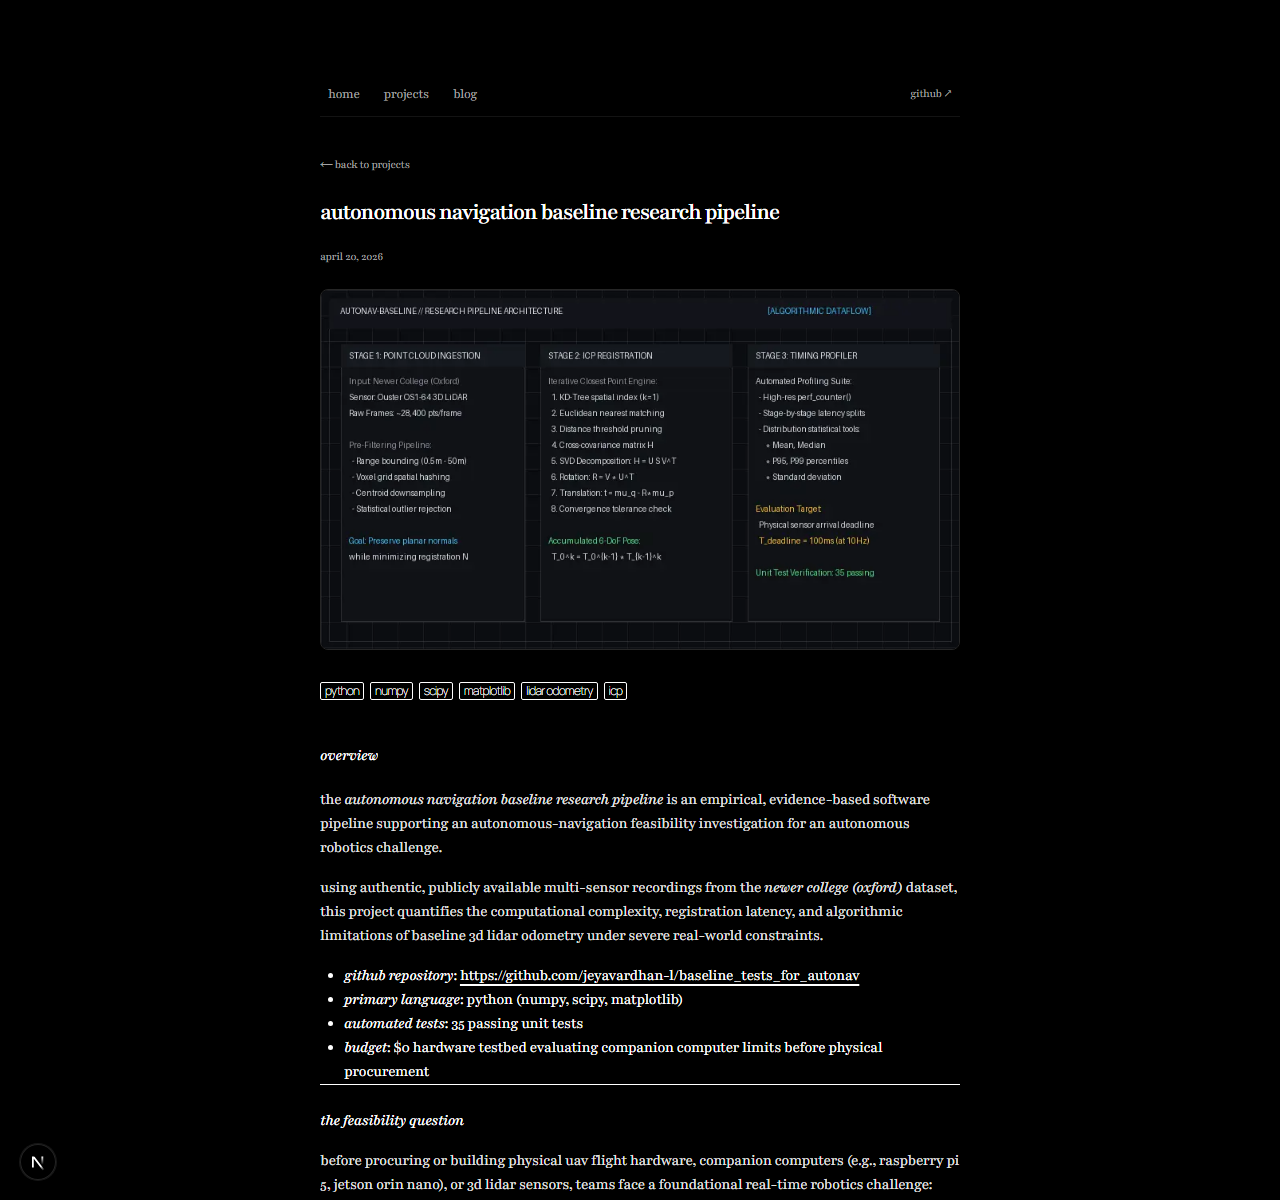 home projects blog github ↗
← back to projects
autonomous navigation baseline research pipeline
april 20, 2026
AUTONAV-BASELINE // RESEARCH PIPELINE ARCHITECTURE [ALGORITHMIC DATAFLOW]
STAGE 1: POINT CLOUD INGESTION
Input: Newer College (Oxford)
Sensor: Ouster OS1-64 3D LiDAR
Raw Frames: ~28,400 pts/frame
Pre-Filtering Pipeline:
- Range bounding (0.5m - 50m)
- Voxel grid spatial hashing
- Centroid downsampling
- Statistical outlier rejection
Goal: Preserve planar normals
while minimizing registration N
STAGE 2: ICP REGISTRATION
Iterative Closest Point Engine:
1. KD-Tree spatial index (k=1)
2. Euclidean nearest matching
3. Distance threshold pruning
4. Cross-covariance matrix H
5. SVD Decomposition: H = U S V^T
6. Rotation: R = V * U^T
7. Translation: t = mu_q - R*mu_p
8. Convergence tolerance check
Accumulated 6-DoF Pose:
T_0^k = T_0^{k-1} * T_{k-1}^k
STAGE 3: TIMING PROFILER
Automated Profiling Suite:
- High-res perf_counter()
- Stage-by-stage latency splits
- Distribution statistical tools:
• Mean, Median
• P95, P99 percentiles
• Standard deviation
Evaluation Target:
Physical sensor arrival deadline
T_deadline = 100ms (at 10Hz)
Unit Test Verification: 35 passing
python numpy scipy matplotlib lidar odometry icp
overview
the autonomous navigation baseline research pipeline is an empirical, evidence-based software
pipeline supporting an autonomous-navigation feasibility investigation for an autonomous
robotics challenge.
using authentic, publicly available multi-sensor recordings from the newer college (oxford) dataset,
this project quantifies the computational complexity, registration latency, and algorithmic
limitations of baseline 3d lidar odometry under severe real-world constraints.
• github repository: https://github.com/jeyavardhan-l/baseline_tests_for_autonav
• primary language: python (numpy, scipy, matplotlib)
• automated tests: 35 passing unit tests
• budget: $0 hardware testbed evaluating companion computer limits before physical
procurement
the feasibility question
before procuring or building physical uav flight hardware, companion computers (e.g., raspberry pi
5, jetson orin nano), or 3d lidar sensors, teams face a foundational real-time robotics challenge:
N